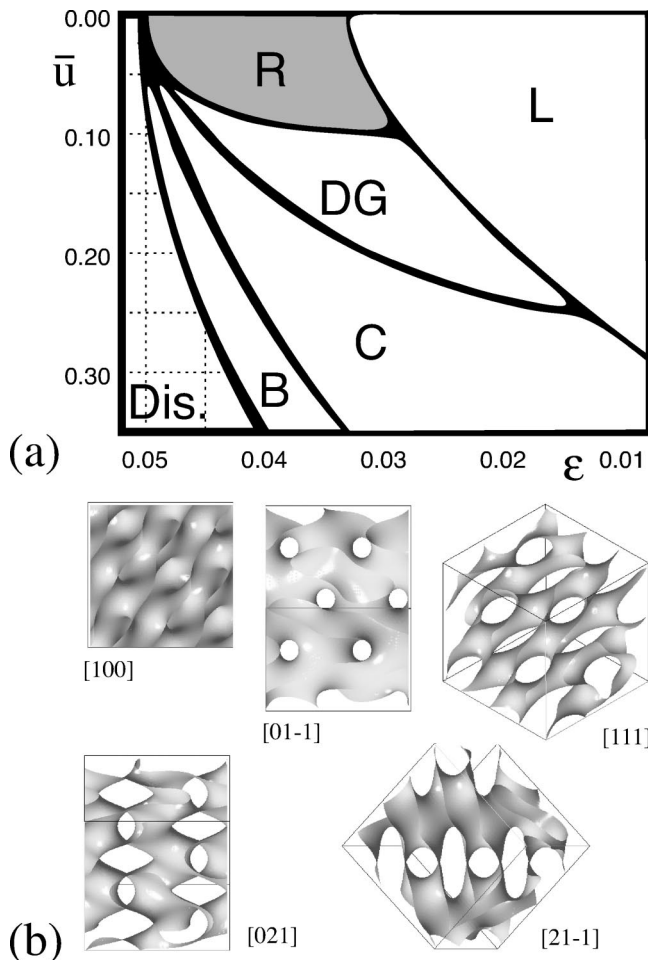 0.00
ū
R
L
0.10
DG
0.20
C
0.30
B
Dis.
(a)
0.05 0.04 0.03 0.02 0.01
ε
[100]
[01-1]
[111]
[021]
[21-1]
(b)